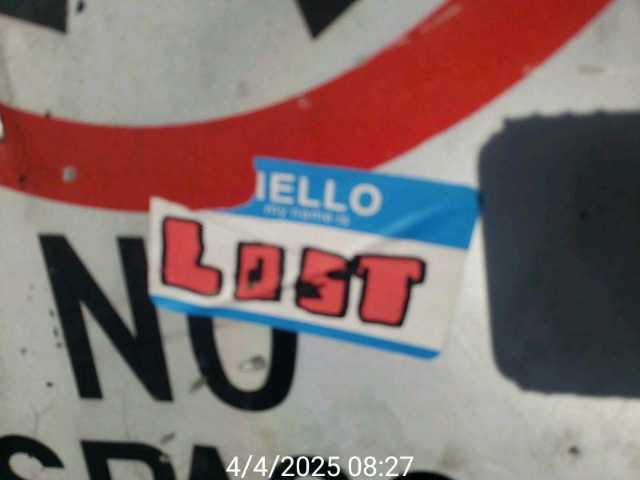 HELLO
my name is
LOST
NO
4/4/2025 08:27